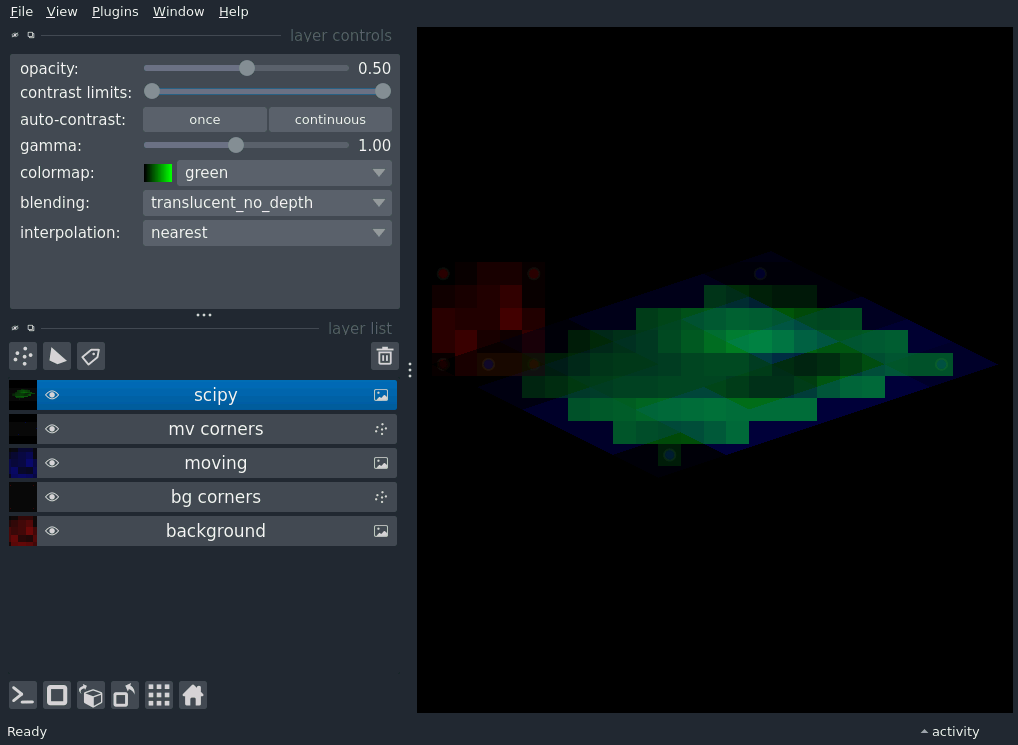 File View Plugins Window Help
layer controls
opacity: 0.50
contrast limits:
auto-contrast: once continuous
gamma: 1.00
colormap: green
blending: translucent_no_depth
interpolation: nearest
layer list
scipy
mv corners
moving
bg corners
background
Ready activity